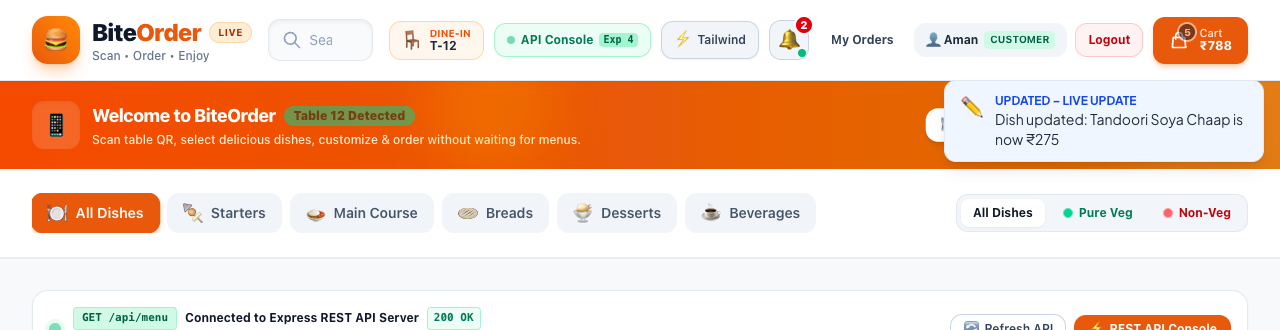 BiteOrder LIVE
Scan • Order • Enjoy
Sea
DINE-IN
T-12
API Console Exp 4
Tailwind
2
My Orders
Aman CUSTOMER
Logout
5
Cart
₹788
Welcome to BiteOrder Table 12 Detected
Scan table QR, select delicious dishes, customize & order without waiting for menus.
UPDATED – LIVE UPDATE
Dish updated: Tandoori Soya Chaap is
now ₹275
All Dishes Starters Main Course Breads Desserts Beverages
All Dishes Pure Veg Non-Veg
GET /api/menu Connected to Express REST API Server 200 OK
Refresh API REST API Console